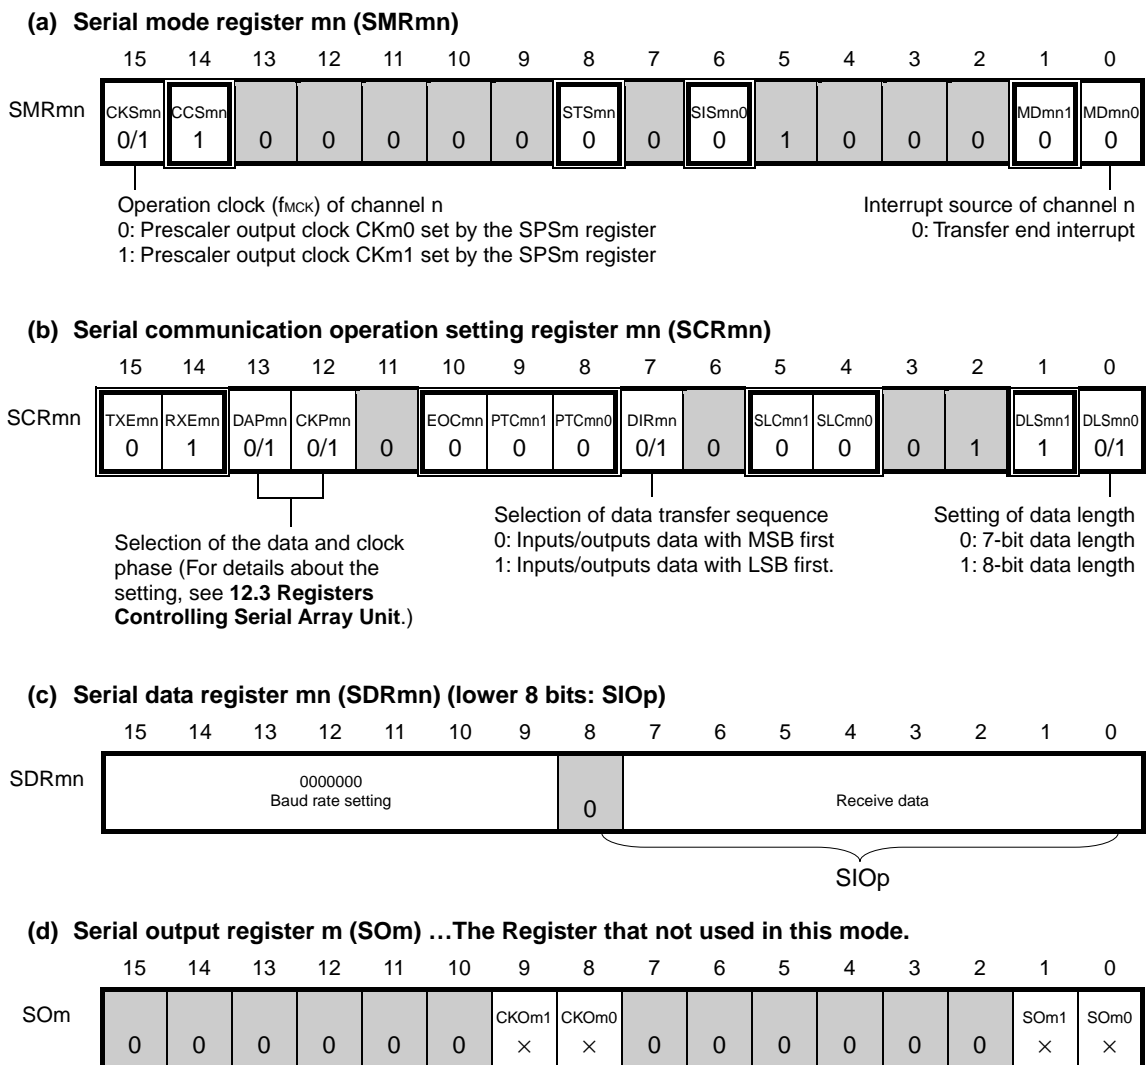 (a) Serial mode register mn (SMRmn)
15 14 13 12 11 10 9 8 7 6 5 4 3 2 1 0
SMRmn
CKSmn CCSmn STSmn SISmn0 MDmn1 MDmn0
0/1 1 0 0 0 0 0 0 0 0 1 0 0 0 0 0
Operation clock (fMCK) of channel n
0: Prescaler output clock CKm0 set by the SPSm register
1: Prescaler output clock CKm1 set by the SPSm register
Interrupt source of channel n
0: Transfer end interrupt
(b) Serial communication operation setting register mn (SCRmn)
15 14 13 12 11 10 9 8 7 6 5 4 3 2 1 0
SCRmn
TXEmn RXEmn DAPmn CKPmn EOCmn PTCmn1 PTCmn0 DIRmn SLCmn1 SLCmn0 DLSmn1 DLSmn0
0 1 0/1 0/1 0 0 0 0 0/1 0 0 0 0 1 1 0/1
Selection of the data and clock
phase (For details about the
setting, see 12.3 Registers
Controlling Serial Array Unit.)
Selection of data transfer sequence
0: Inputs/outputs data with MSB first
1: Inputs/outputs data with LSB first.
Setting of data length
0: 7-bit data length
1: 8-bit data length
(c) Serial data register mn (SDRmn) (lower 8 bits: SIOp)
15 14 13 12 11 10 9 8 7 6 5 4 3 2 1 0
SDRmn
0000000
Baud rate setting
0
Receive data
SIOp
(d) Serial output register m (SOm) …The Register that not used in this mode.
15 14 13 12 11 10 9 8 7 6 5 4 3 2 1 0
SOm
CKOm1 CKOm0 SOm1 SOm0
0 0 0 0 0 0 × × 0 0 0 0 0 0 × ×